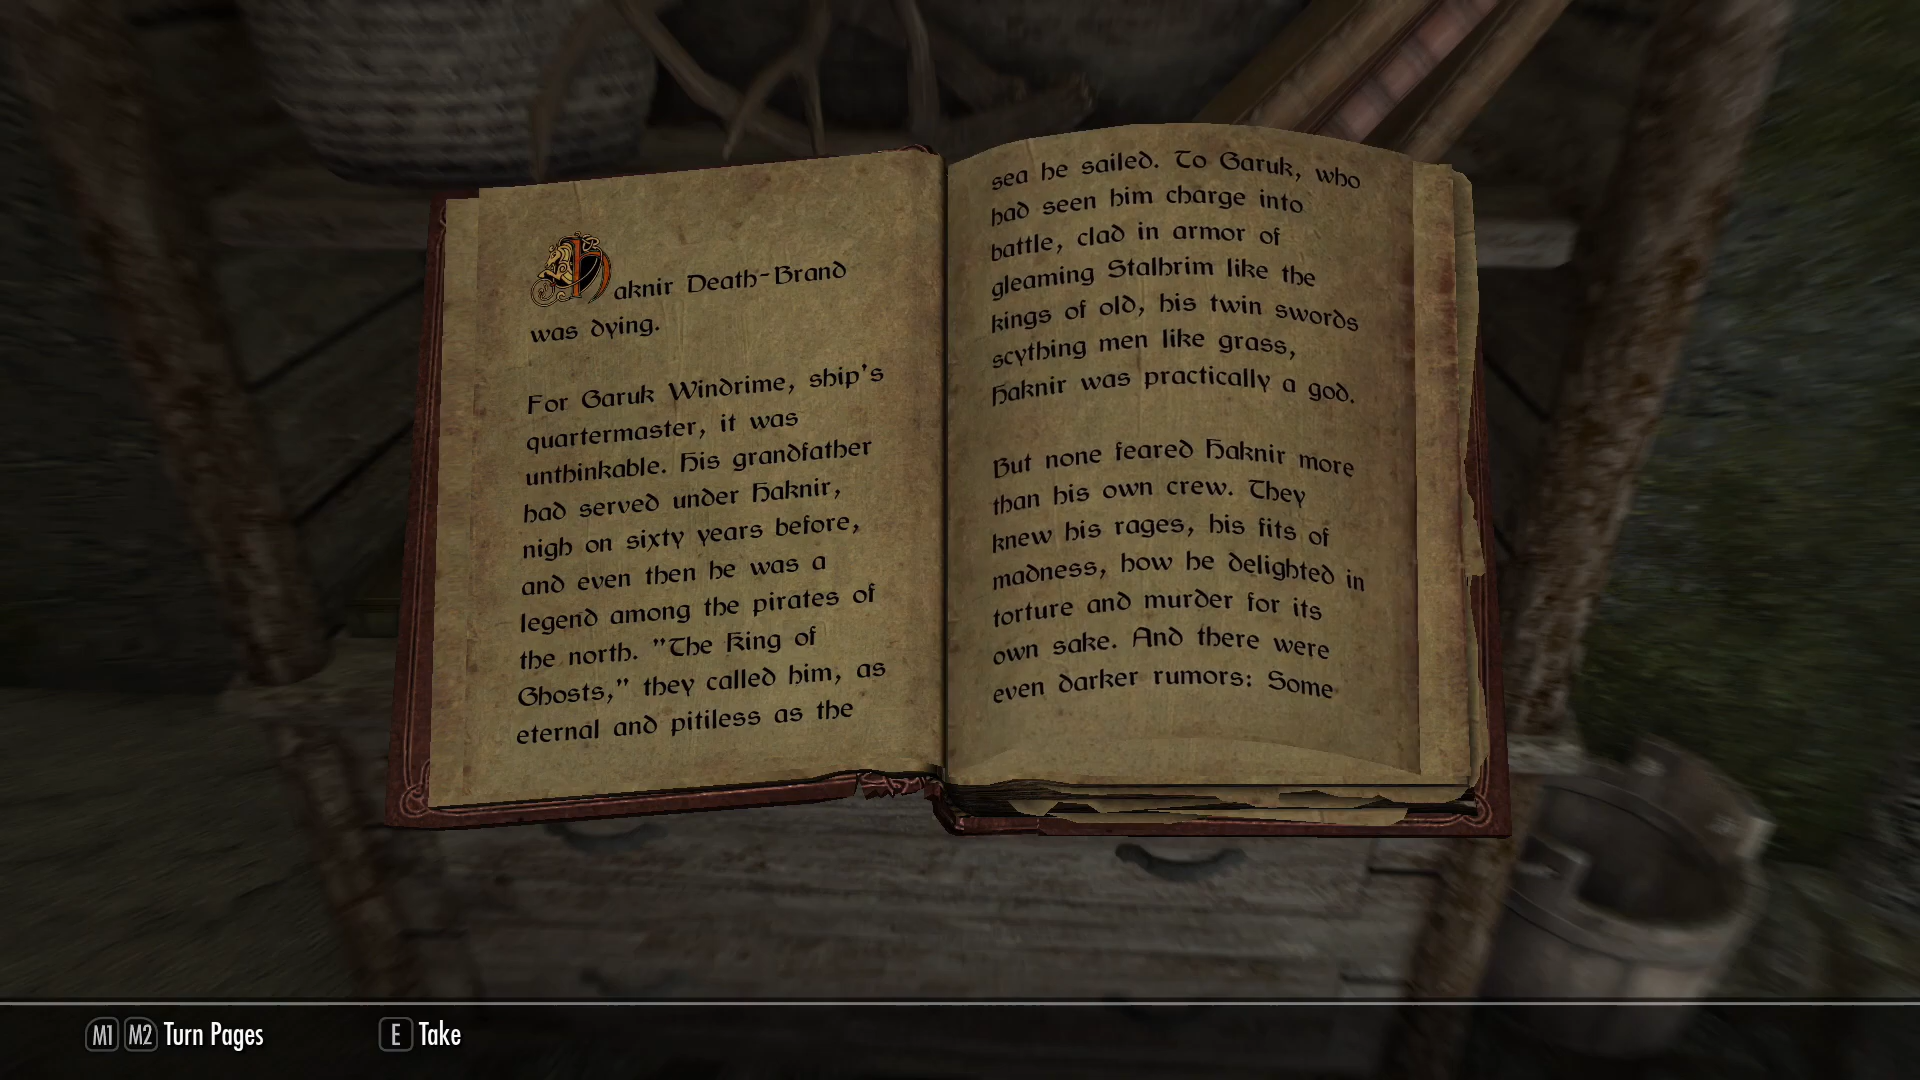 Haknir Death-Brand
was dying.
For Garuk Windrime, ship's
quartermaster, it was
unthinkable. His grandfather
had served under Haknir,
nigh on sixty years before,
and even then he was a
legend among the pirates of
the north. "The King of
Ghosts," they called him, as
eternal and pitiless as the
sea he sailed. To Garuk, who
had seen him charge into
battle, clad in armor of
gleaming Stalhrim like the
kings of old, his twin swords
scything men like grass,
Haknir was practically a god.
But none feared Haknir more
than his own crew. They
knew his rages, his fits of
madness, how he delighted in
torture and murder for its
own sake. And there were
even darker rumors: Some
M1 M2 Turn Pages
E Take